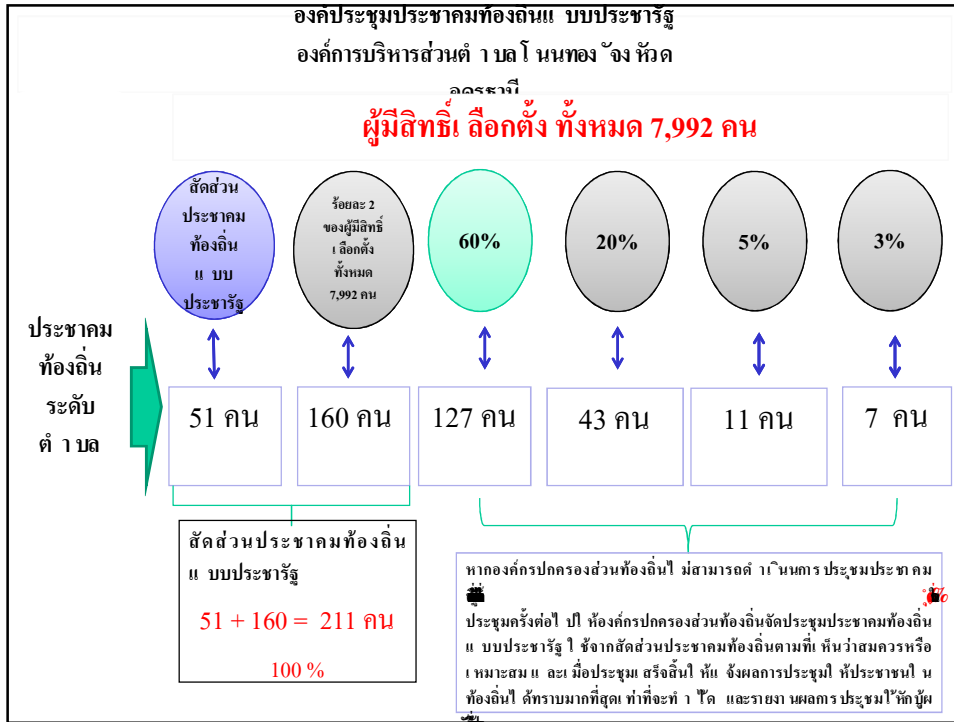 องค์ประชุมประชาคมท้องถิ่นแบบประชารัฐ
องค์การบริหารส่วนตำบลโนนทอง จังหวัด
อุดรธานี
ผู้มีสิทธิ์เลือกตั้ง ทั้งหมด 7,992 คน
สัดส่วน
ประชาคม
ท้องถิ่น
แบบ
ประชารัฐ
ร้อยละ 2
ของผู้มีสิทธิ์
เลือกตั้ง
ทั้งหมด
7,992 คน
60%
20%
5%
3%
ประชาคม
ท้องถิ่น
ระดับ
ตำบล
51 คน
160 คน
127 คน
43 คน
11 คน
7 คน
สัดส่วนประชาคมท้องถิ่น
แบบประชารัฐ
51 + 160 = 211 คน
100 %
หากองค์กรปกครองส่วนท้องถิ่นไม่สามารถดำเนินการประชุมประชาคม
ประชุมครั้งต่อไปให้องค์กรปกครองส่วนท้องถิ่นจัดประชุมประชาคมท้องถิ่น
แบบประชารัฐ ใช้จากสัดส่วนประชาคมท้องถิ่นตามที่เห็นว่าสมควรหรือ
เหมาะสม และเมื่อประชุมเสร็จสิ้นให้แจ้งผลการประชุมให้ประชาชนใน
ท้องถิ่นได้ทราบมากที่สุดเท่าที่จะทำได้ และรายงานผลการประชุมให้